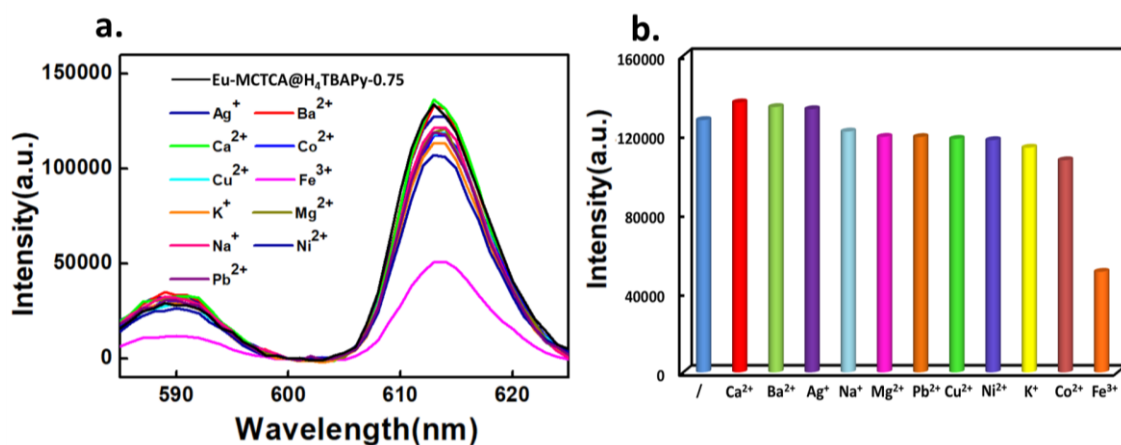 a.
Intensity(a.u.)
150000
100000
50000
0
Eu-MCTCA@H₄TBAPy-0.75
Ag⁺ Ba²⁺
Ca²⁺ Co²⁺
Cu²⁺ Fe³⁺
K⁺ Mg²⁺
Na⁺ Ni²⁺
Pb²⁺
590 600 610 620
Wavelength(nm)
b.
Intensity(a.u.)
160000
120000
80000
40000
0
/ Ca²⁺ Ba²⁺ Ag⁺ Na⁺ Mg²⁺ Pb²⁺ Cu²⁺ Ni²⁺ K⁺ Co²⁺ Fe³⁺